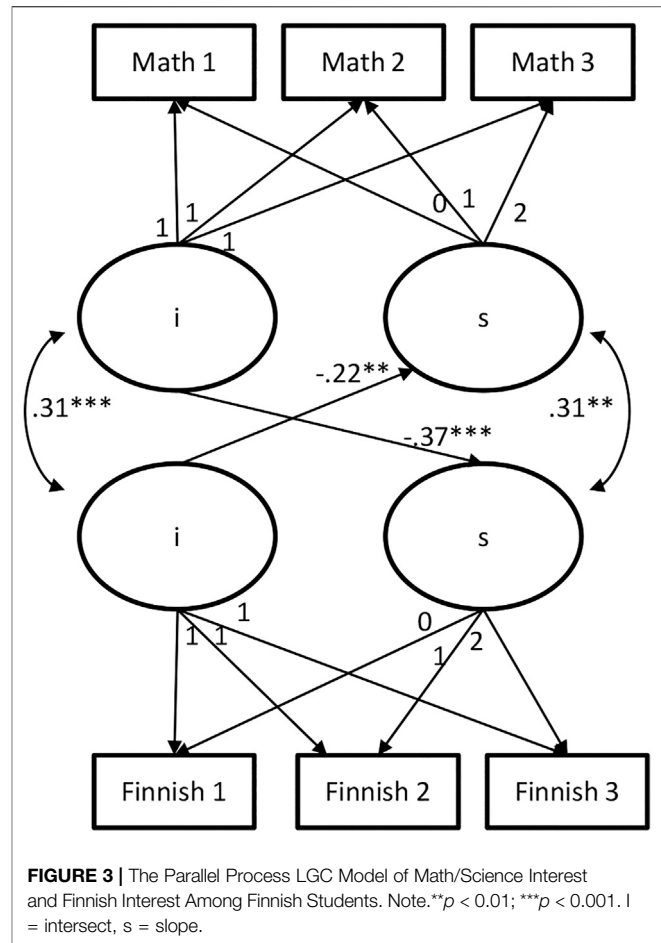 Math 1 Math 2 Math 3
1 1 1 0 1 2
i s
-.22**
.31*** .31**
-.37***
i s
1 1 1 0 1 2
Finnish 1 Finnish 2 Finnish 3
FIGURE 3 | The Parallel Process LGC Model of Math/Science Interest
and Finnish Interest Among Finnish Students. Note.**p < 0.01; ***p < 0.001. I
= intersect, s = slope.